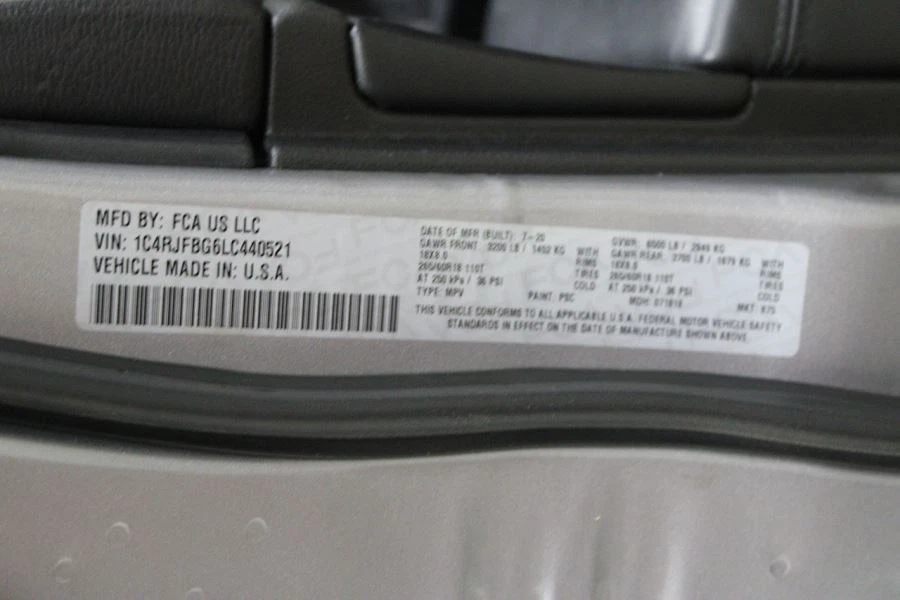 MFD BY: FCA US LLC
VIN: 1C4RJFBG6LC440521
VEHICLE MADE IN: U.S.A.
DATE OF MFR (BUILT): 7-20
GVWR: 6500 LB / 2949 KG
GAWR FRONT: 3200 LB / 1452 KG WITH
18X8.0 RIMS
265/60R18 110T TIRES
AT 250 kPa / 36 PSI COLD
GAWR REAR: 3700 LB / 1679 KG WITH
18X8.0 RIMS
265/60R18 110T TIRES
AT 250 kPa / 36 PSI COLD
TYPE: MPV PAINT: PSC MDH: 071818 MKT: 875
THIS VEHICLE CONFORMS TO ALL APPLICABLE U.S.A. FEDERAL MOTOR VEHICLE SAFETY
STANDARDS IN EFFECT ON THE DATE OF MANUFACTURE SHOWN ABOVE.